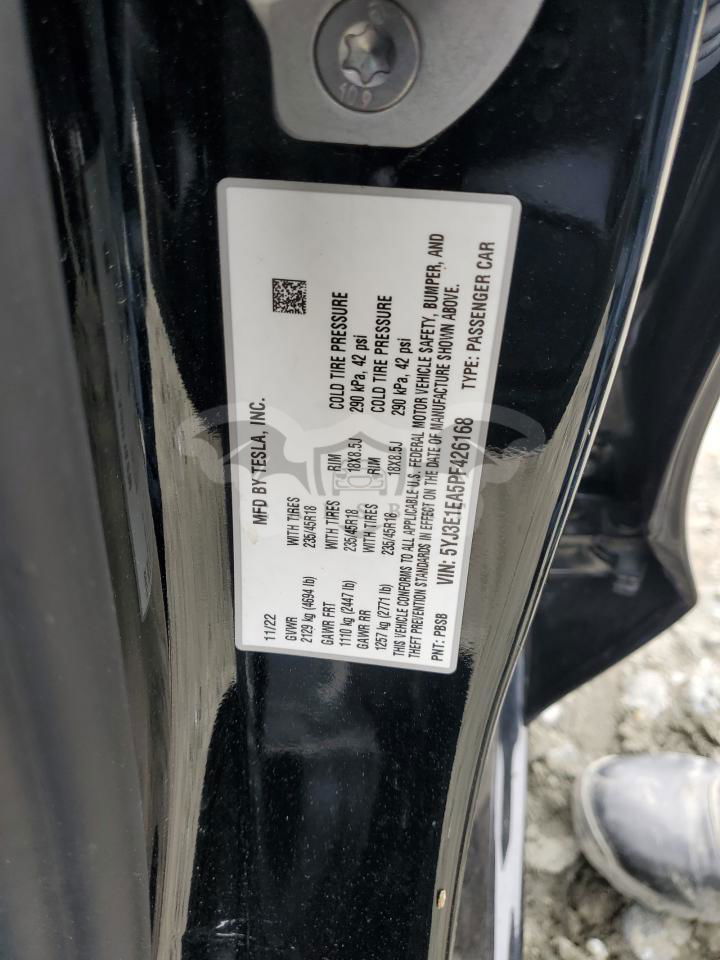 10.9
MFD BY TESLA, INC.
11/22
GVWR WITH TIRES RIM COLD TIRE PRESSURE
2129 kg (4694 lb) 235/45R18 18X8.5J 290 kPa, 42 psi
GAWR FRT WITH TIRES RIM COLD TIRE PRESSURE
1110 kg (2447 lb) 235/45R18 18X8.5J 290 kPa, 42 psi
GAWR RR
1257 kg (2771 lb) 235/45R18
THIS VEHICLE CONFORMS TO ALL APPLICABLE U.S. FEDERAL MOTOR VEHICLE SAFETY, BUMPER, AND
THEFT PREVENTION STANDARDS IN EFFECT ON THE DATE OF MANUFACTURE SHOWN ABOVE.
PNT: PBSB VIN: 5YJ3E1EA5PF426168 TYPE: PASSENGER CAR